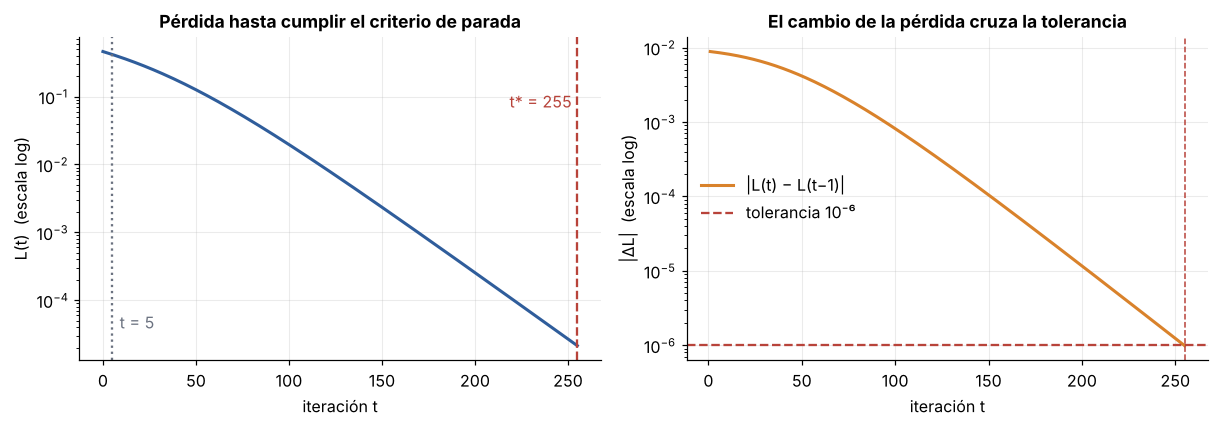 Pérdida hasta cumplir el criterio de parada
L(t)  (escala log)
10⁻¹
10⁻²
10⁻³
10⁻⁴
t* = 255
t = 5
0 50 100 150 200 250
iteración t
El cambio de la pérdida cruza la tolerancia
|ΔL|  (escala log)
10⁻²
10⁻³
10⁻⁴
10⁻⁵
10⁻⁶
|L(t) − L(t−1)|
tolerancia 10⁻⁶
0 50 100 150 200 250
iteración t